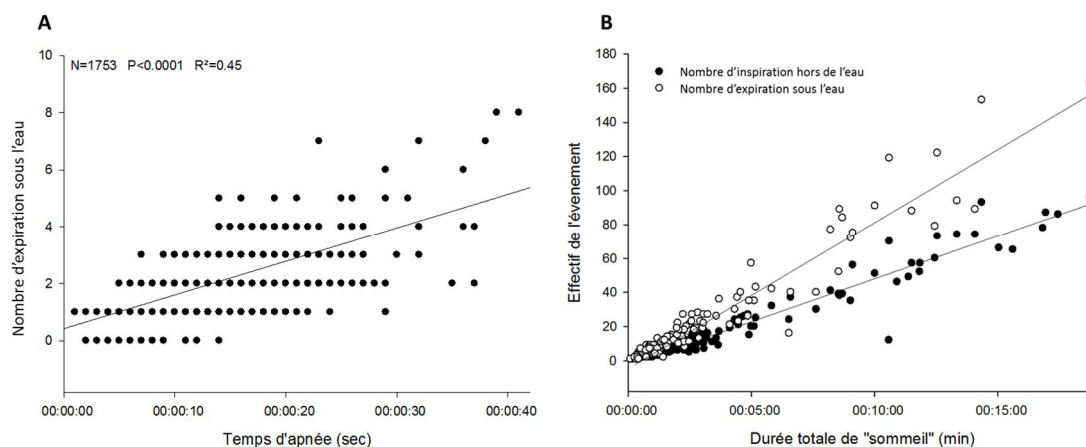 A
N=1753 P<0.0001 R²=0.45
Nombre d'expiration sous l'eau
10
8
6
4
2
0
00:00:00
00:00:10
00:00:20
00:00:30
00:00:40
Temps d'apnée (sec)
B
Nombre d'inspiration hors de l'eau
Nombre d'expiration sous l'eau
Effectif de l'évenement
180
160
140
120
100
80
60
40
20
0
00:00:00
00:05:00
00:10:00
00:15:00
Durée totale de "sommeil" (min)